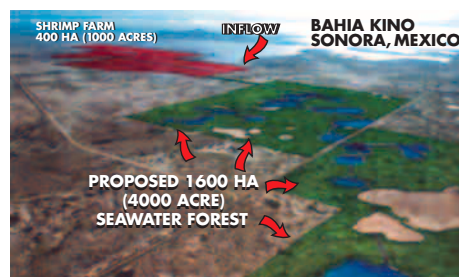 SHRIMP FARM
400 HA (1000 ACRES)
INFLOW
BAHIA KINO
SONORA, MEXICO
PROPOSED 1600 HA
(4000 ACRE)
SEAWATER FOREST